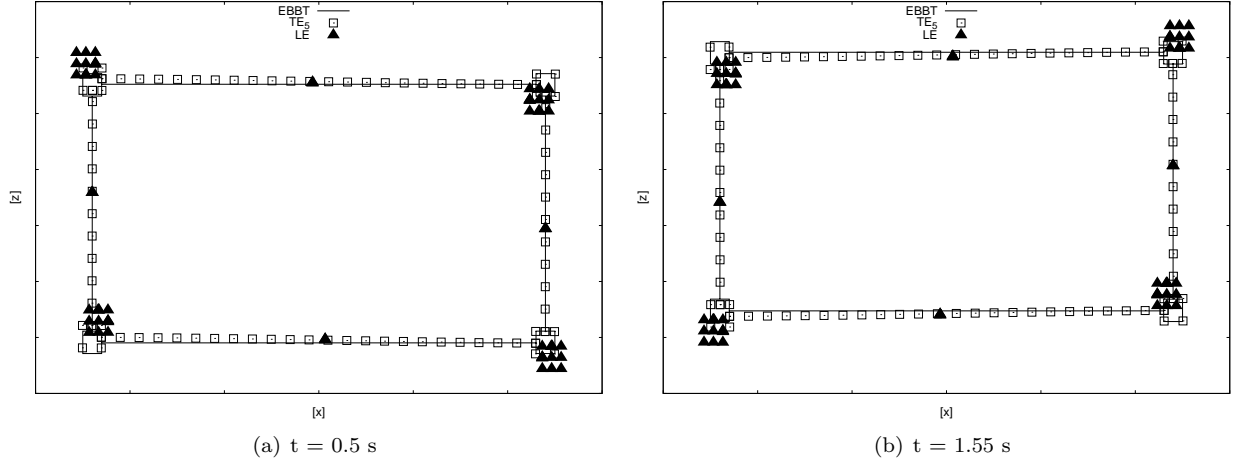 EBBT
TE5
LE
[z]
[x]
(a) t = 0.5 s
EBBT
TE5
LE
[z]
[x]
(b) t = 1.55 s